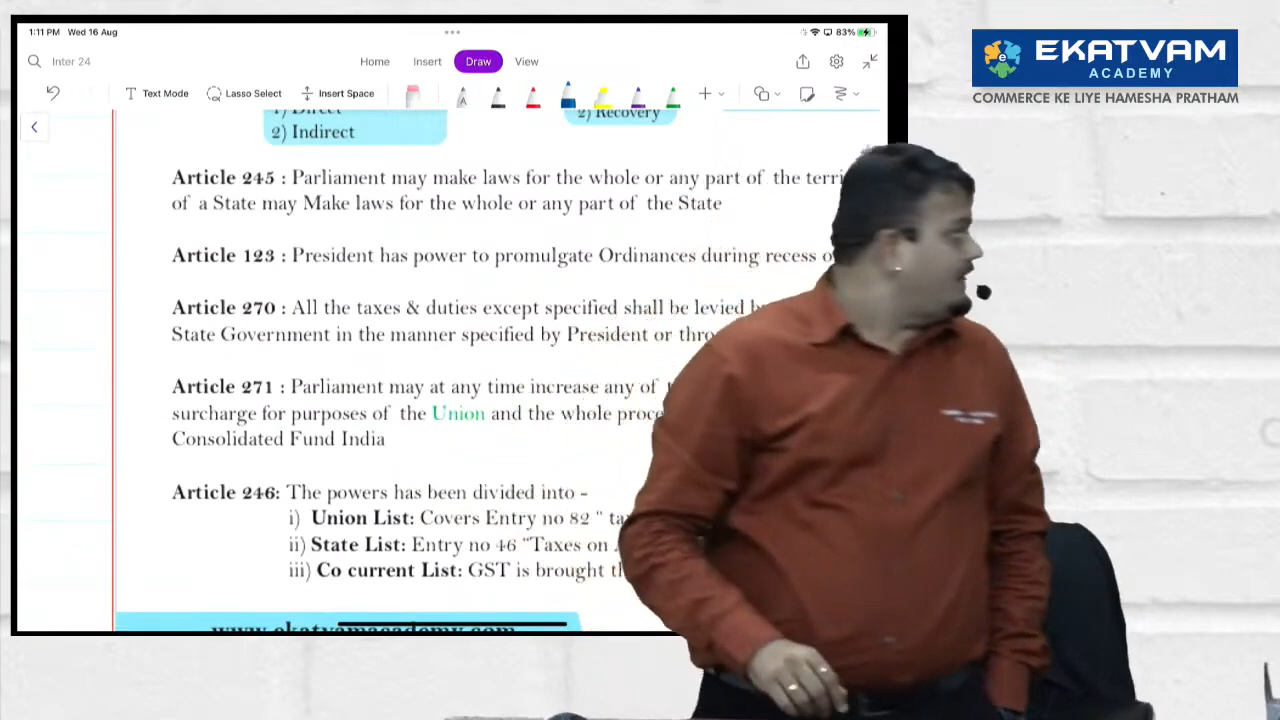 1:11 PM Wed 16 Aug
83%
Inter 24
Home Insert Draw View
Text Mode Lasso Select Insert Space
EKATVAM
ACADEMY
COMMERCE KE LIYE HAMESHA PRATHAM
1) Direct
2) Recovery
2) Indirect
Article 245 : Parliament may make laws for the whole or any part of the
of a State may Make laws for the whole or any part of the State
Article 123 : President has power to promulgate Ordinances during recess
Article 270 : All the taxes & duties except specified shall be levied
State Government in the manner specified by President or
Article 271 : Parliament may at any time increase any of
surcharge for purposes of the Union and the whole
Consolidated Fund India
Article 246: The powers has been divided into -
i) Union List: Covers Entry no 82 "
ii) State List: Entry no 46 "Taxes on
iii) Co current List: GST is brought
www.ekatvamacademy.com